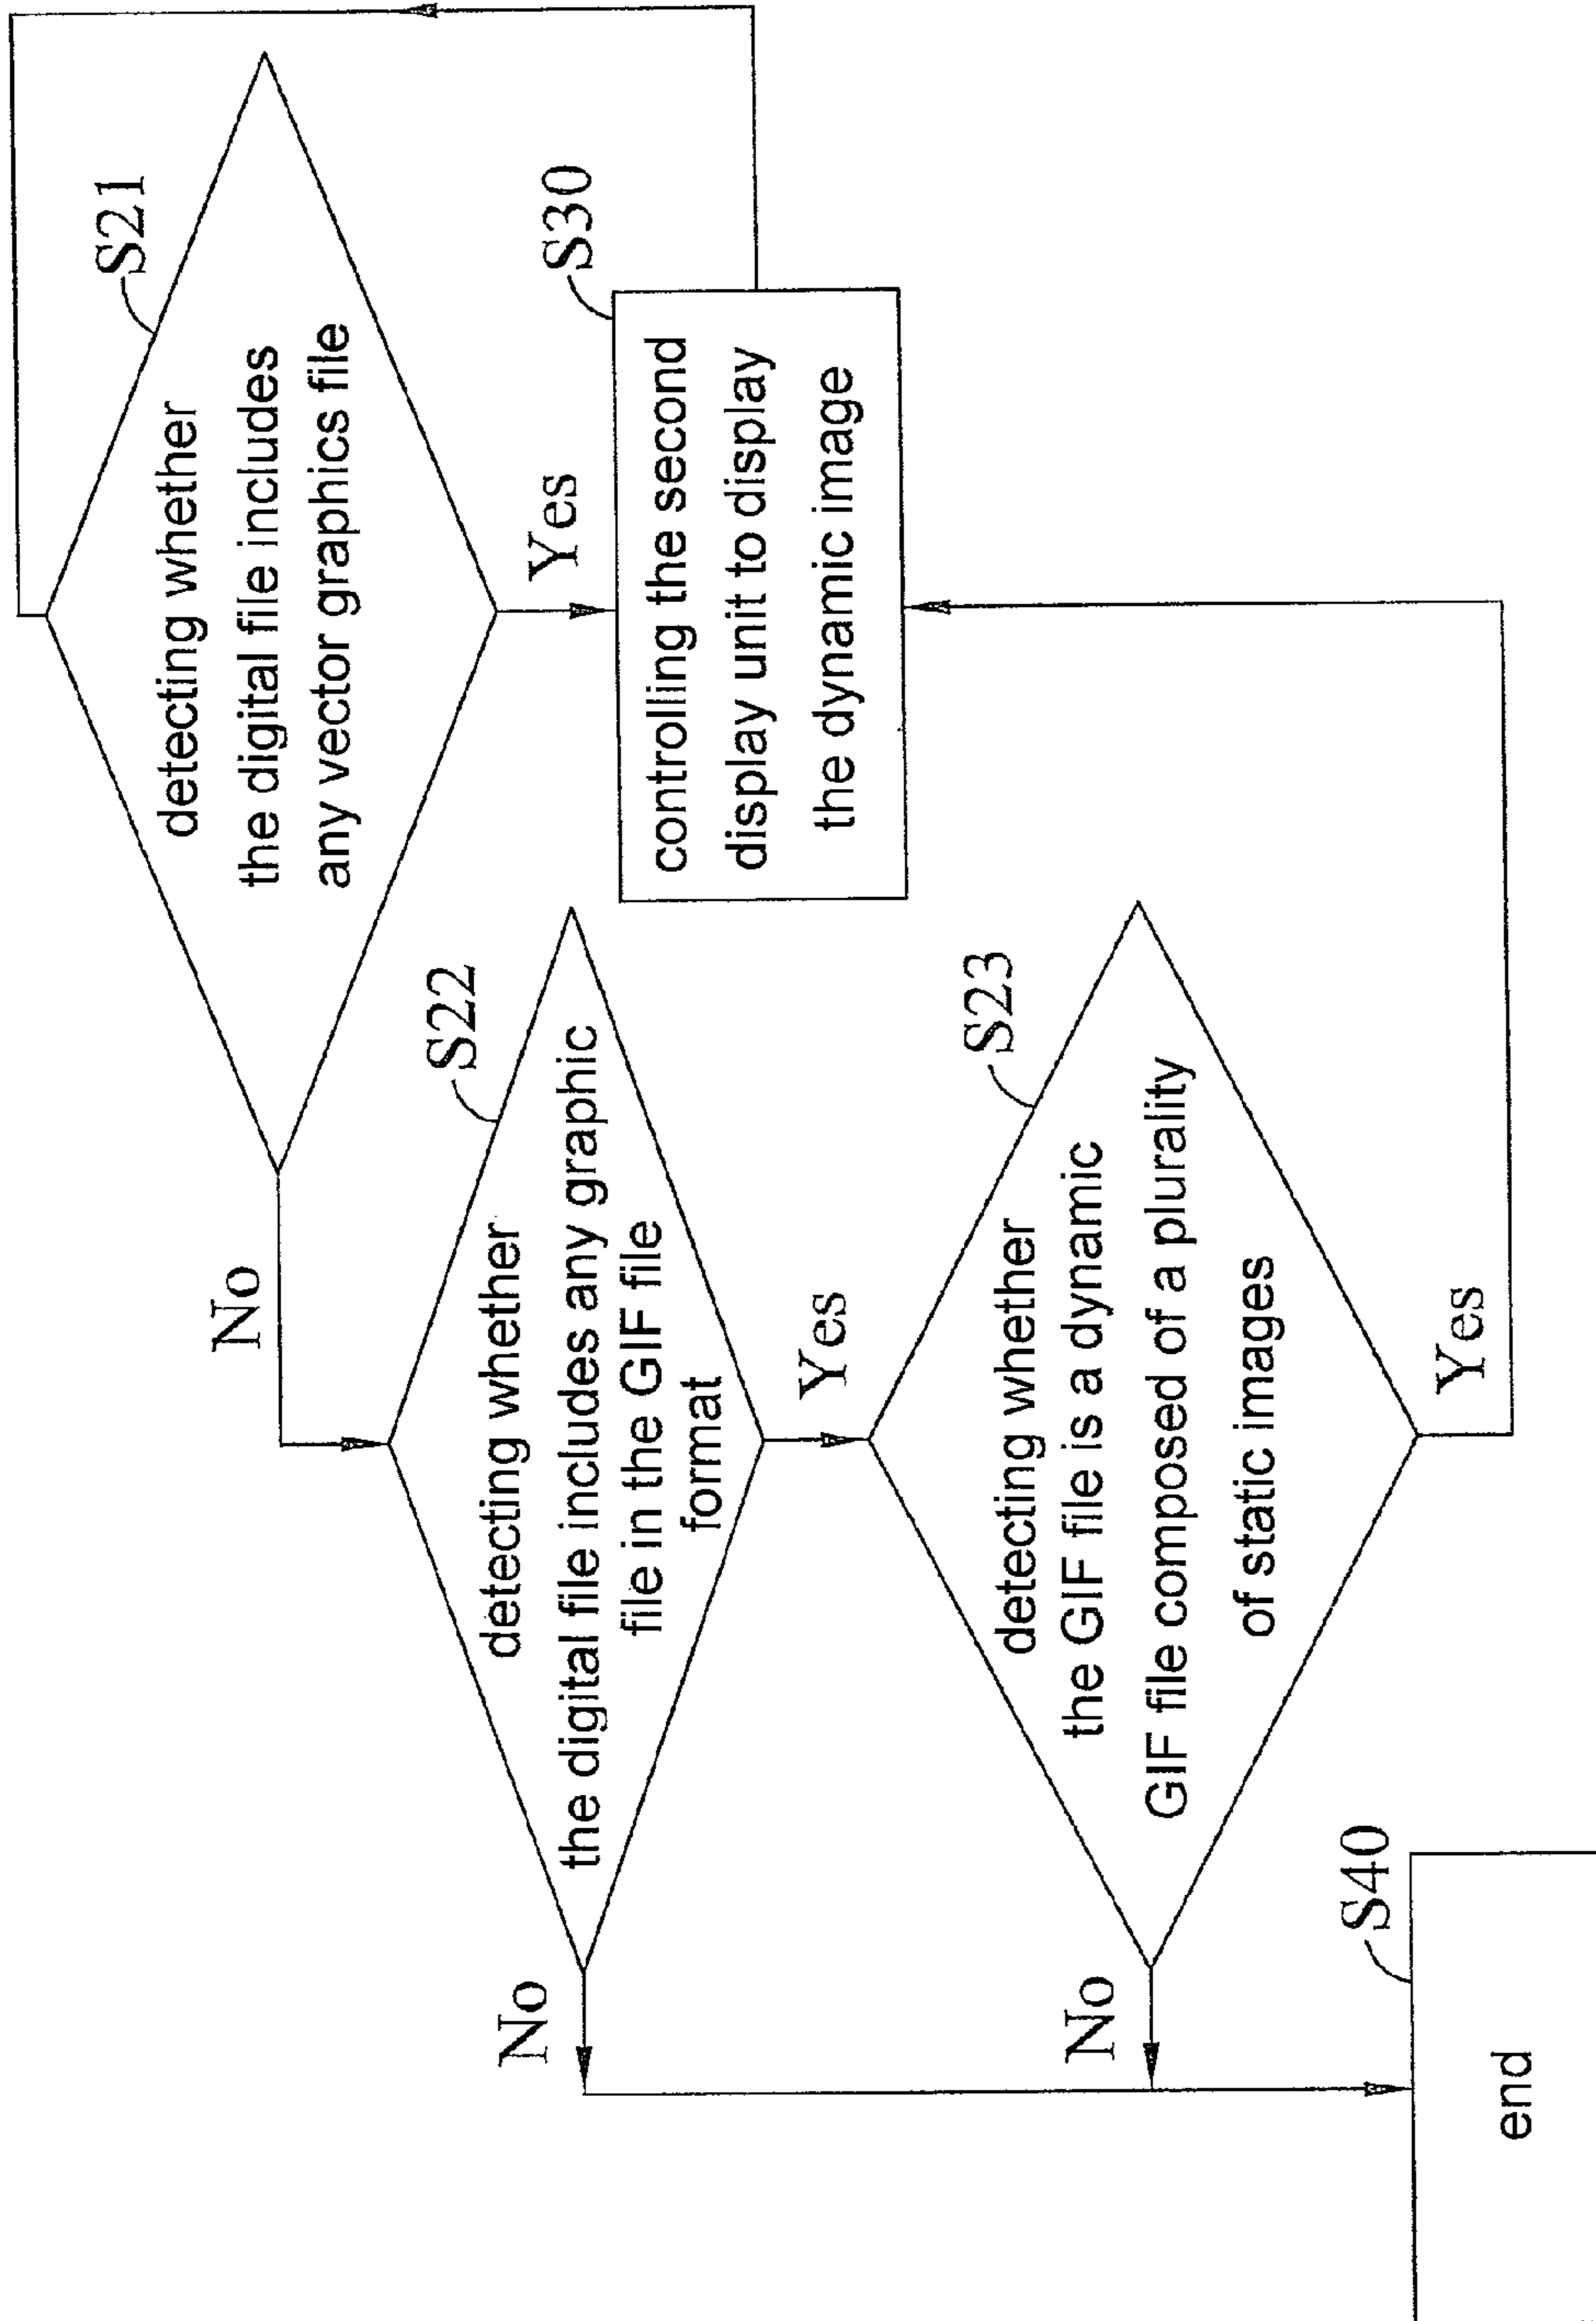 S21
detecting whether
the digital file includes
any vector graphics file
No
Yes
S22
detecting whether
the digital file includes any graphic
file in the GIF file
format
S30
controlling the second
display unit to display
the dynamic image
No
Yes
S23
detecting whether
the GIF file is a dynamic
GIF file composed of a plurality
of static images
No
Yes
S40
end